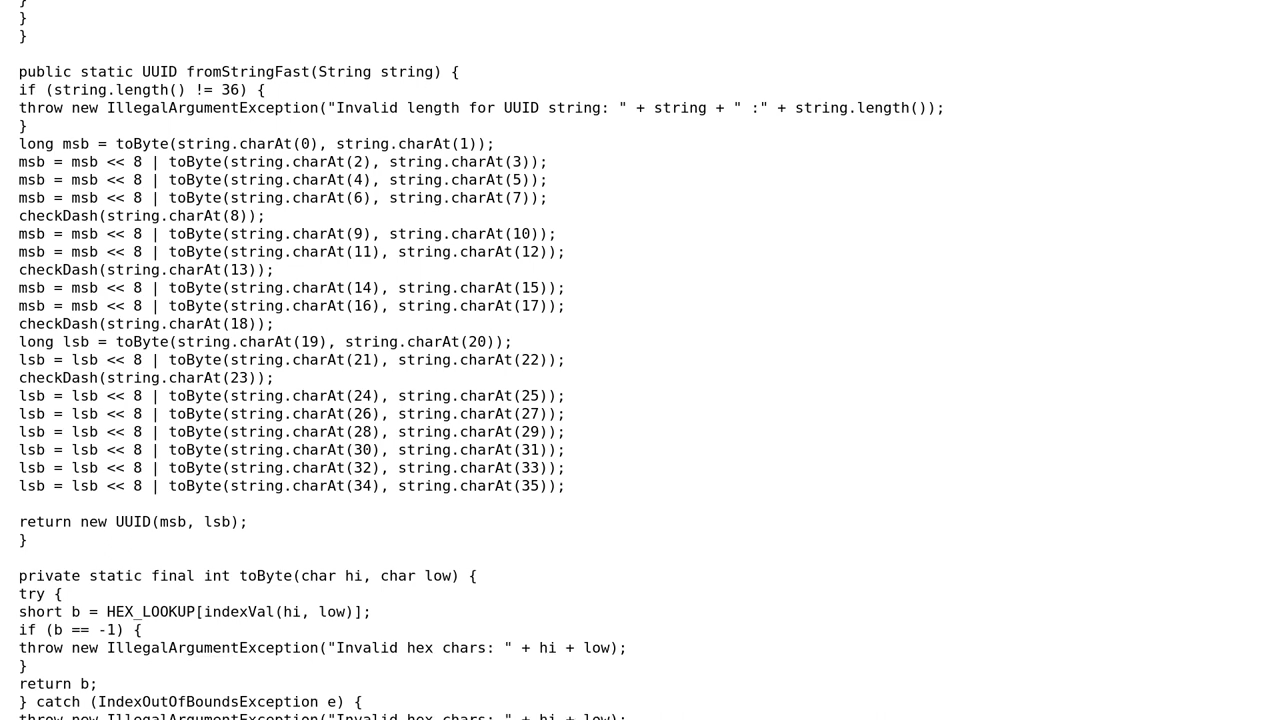 }
}
}
public static UUID fromStringFast(String string) {
if (string.length() != 36) {
throw new IllegalArgumentException("Invalid length for UUID string: " + string + " :" + string.length());
}
long msb = toByte(string.charAt(0), string.charAt(1));
msb = msb << 8 | toByte(string.charAt(2), string.charAt(3));
msb = msb << 8 | toByte(string.charAt(4), string.charAt(5));
msb = msb << 8 | toByte(string.charAt(6), string.charAt(7));
checkDash(string.charAt(8));
msb = msb << 8 | toByte(string.charAt(9), string.charAt(10));
msb = msb << 8 | toByte(string.charAt(11), string.charAt(12));
checkDash(string.charAt(13));
msb = msb << 8 | toByte(string.charAt(14), string.charAt(15));
msb = msb << 8 | toByte(string.charAt(16), string.charAt(17));
checkDash(string.charAt(18));
long lsb = toByte(string.charAt(19), string.charAt(20));
lsb = lsb << 8 | toByte(string.charAt(21), string.charAt(22));
checkDash(string.charAt(23));
lsb = lsb << 8 | toByte(string.charAt(24), string.charAt(25));
lsb = lsb << 8 | toByte(string.charAt(26), string.charAt(27));
lsb = lsb << 8 | toByte(string.charAt(28), string.charAt(29));
lsb = lsb << 8 | toByte(string.charAt(30), string.charAt(31));
lsb = lsb << 8 | toByte(string.charAt(32), string.charAt(33));
lsb = lsb << 8 | toByte(string.charAt(34), string.charAt(35));
return new UUID(msb, lsb);
}
private static final int toByte(char hi, char low) {
try {
short b = HEX_LOOKUP[indexVal(hi, low)];
if (b == -1) {
throw new IllegalArgumentException("Invalid hex chars: " + hi + low);
}
return b;
} catch (IndexOutOfBoundsException e) {
throw new IllegalArgumentException("Invalid hex chars: " + hi + low);